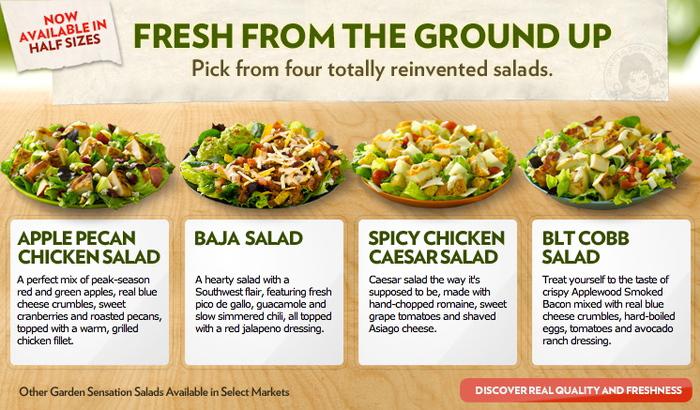 NOW
AVAILABLE IN
HALF SIZES
FRESH FROM THE GROUND UP
Pick from four totally reinvented salads.
APPLE PECAN
CHICKEN SALAD
A perfect mix of peak-season
red and green apples, real blue
cheese crumbles, sweet
cranberries and roasted pecans,
topped with a warm, grilled
chicken fillet.
BAJA SALAD
A hearty salad with a
Southwest flair, featuring fresh
pico de gallo, guacamole and
slow simmered chili, all topped
with a red jalapeno dressing.
SPICY CHICKEN
CAESAR SALAD
Caesar salad the way it's
supposed to be, made with
hand-chopped romaine, sweet
grape tomatoes and shaved
Asiago cheese.
BLT COBB
SALAD
Treat yourself to the taste of
crispy Applewood Smoked
Bacon mixed with real blue
cheese crumbles, hard-boiled
eggs, tomatoes and avocado
ranch dressing.
Other Garden Sensation Salads Available in Select Markets
DISCOVER REAL QUALITY AND FRESHNESS